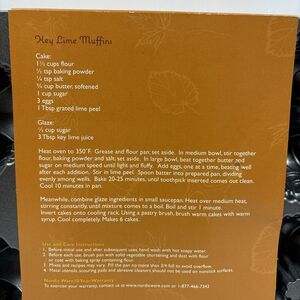 Key Lime Muffins
Cake:
1½ cups flour
½ tsp baking powder
¼ tsp salt
¾ cup butter, softened
1 cup sugar
3 eggs
1 Tbsp grated lime peel
Glaze:
⅓ cup sugar
3 Tbsp key lime juice
Heat oven to 350°F. Grease and flour pan; set aside. In medium bowl, stir together
flour, baking powder and salt; set aside. In large bowl, beat together butter and
sugar on medium speed until light and fluffy. Add eggs, one at a time, beating well
after each addition. Stir in lime peel. Spoon batter into prepared pan, dividing
evenly among wells. Bake 20-25 minutes, until toothpick inserted comes out clean.
Cool 10 minutes in pan.
Meanwhile, combine glaze ingredients in small saucepan. Heat over medium heat,
stirring constantly, until mixture comes to a boil. Boil and stir 1 minute.
Invert cakes onto cooling rack. Using a pastry brush, brush warm cakes with warm
syrup. Cool completely. Makes 6 cakes.
Use and Care Instructions
1. Before initial use and after subsequent uses, hand wash with hot soapy water.
2. Before each use, brush pan with solid vegetable shortening and dust with flour
or coat with baking spray containing flour.
3. Mixes and recipes may vary. Fill the pan no more than 3/4 full to avoid overflow.
4. Metal utensils, scouring pads and abrasive cleaners should not be used on nonstick surfaces.
Nordic Ware 10 Year Warranty
To exercise your warranty, contact us at www.nordicware.com or 1-877-466-7342